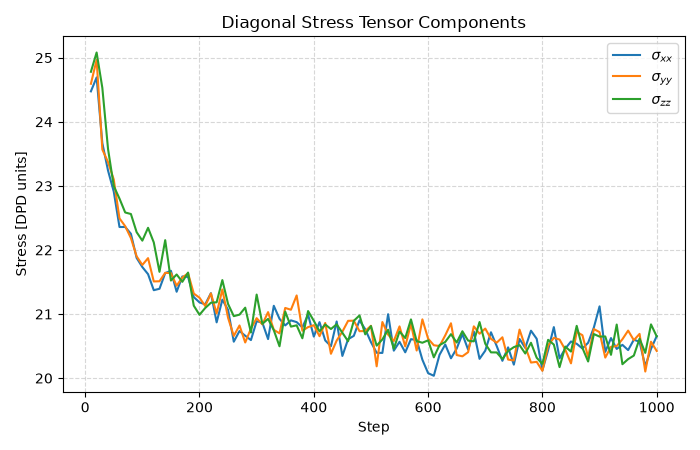 Diagonal Stress Tensor Components
Stress [DPD units]
25
24
23
22
21
20
σxx
σyy
σzz
0 200 400 600 800 1000
Step